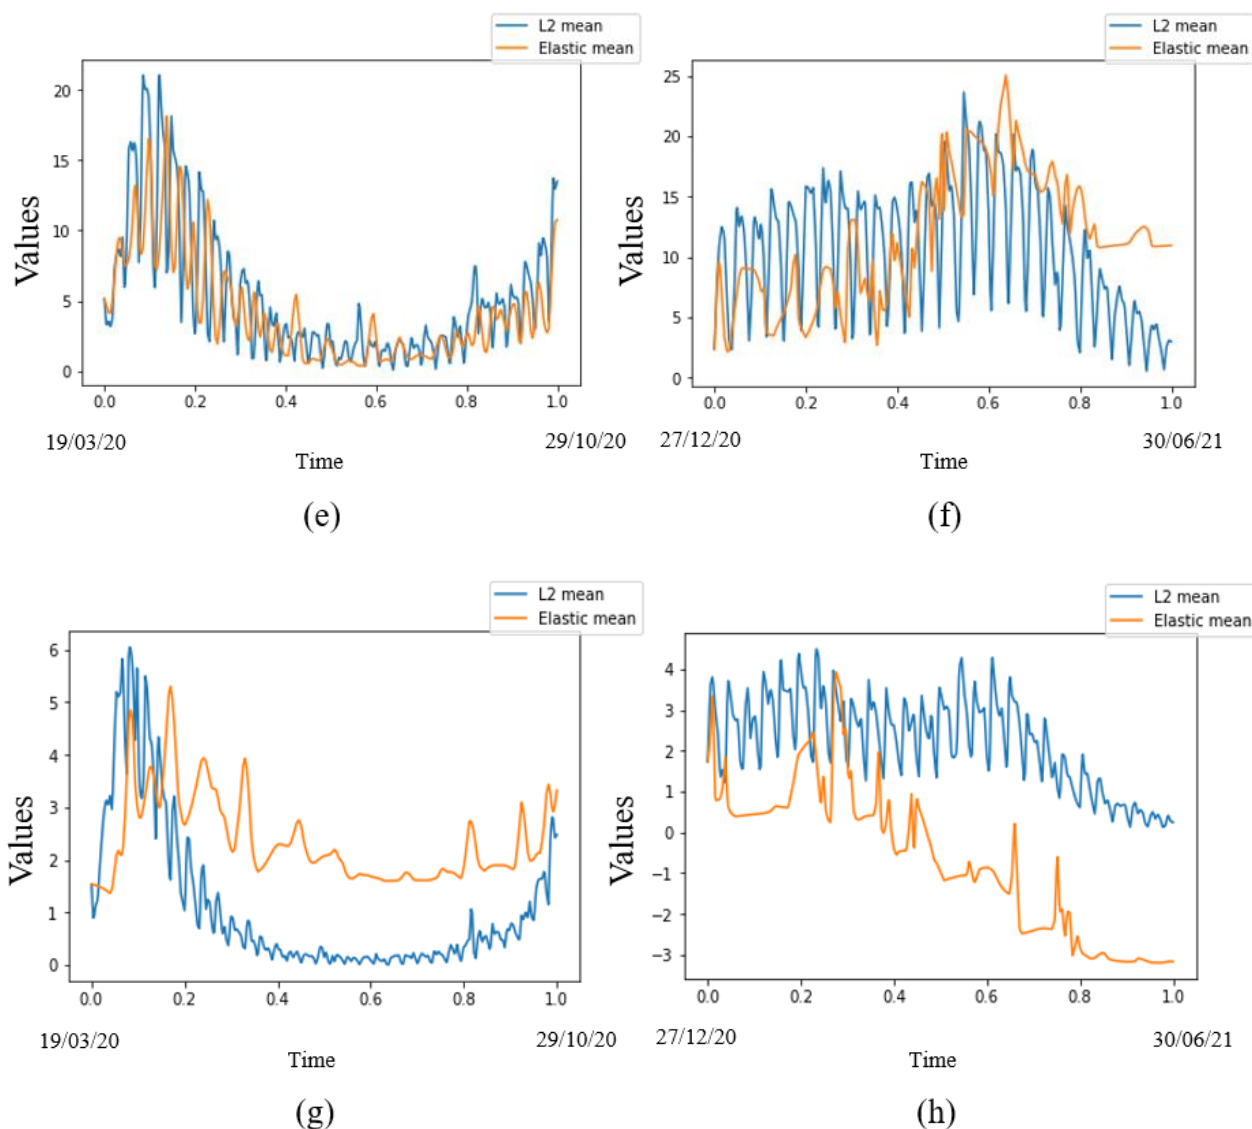 L2 mean
Elastic mean
20
15
10
5
0
Values
0.0 0.2 0.4 0.6 0.8 1.0
19/03/20 29/10/20
Time
(e)
L2 mean
Elastic mean
25
20
15
10
5
0
Values
0.0 0.2 0.4 0.6 0.8 1.0
27/12/20 30/06/21
Time
(f)
L2 mean
Elastic mean
6
5
4
3
2
1
0
Values
0.0 0.2 0.4 0.6 0.8 1.0
19/03/20 29/10/20
Time
(g)
L2 mean
Elastic mean
4
3
2
1
0
−1
−2
−3
Values
0.0 0.2 0.4 0.6 0.8 1.0
27/12/20 30/06/21
Time
(h)